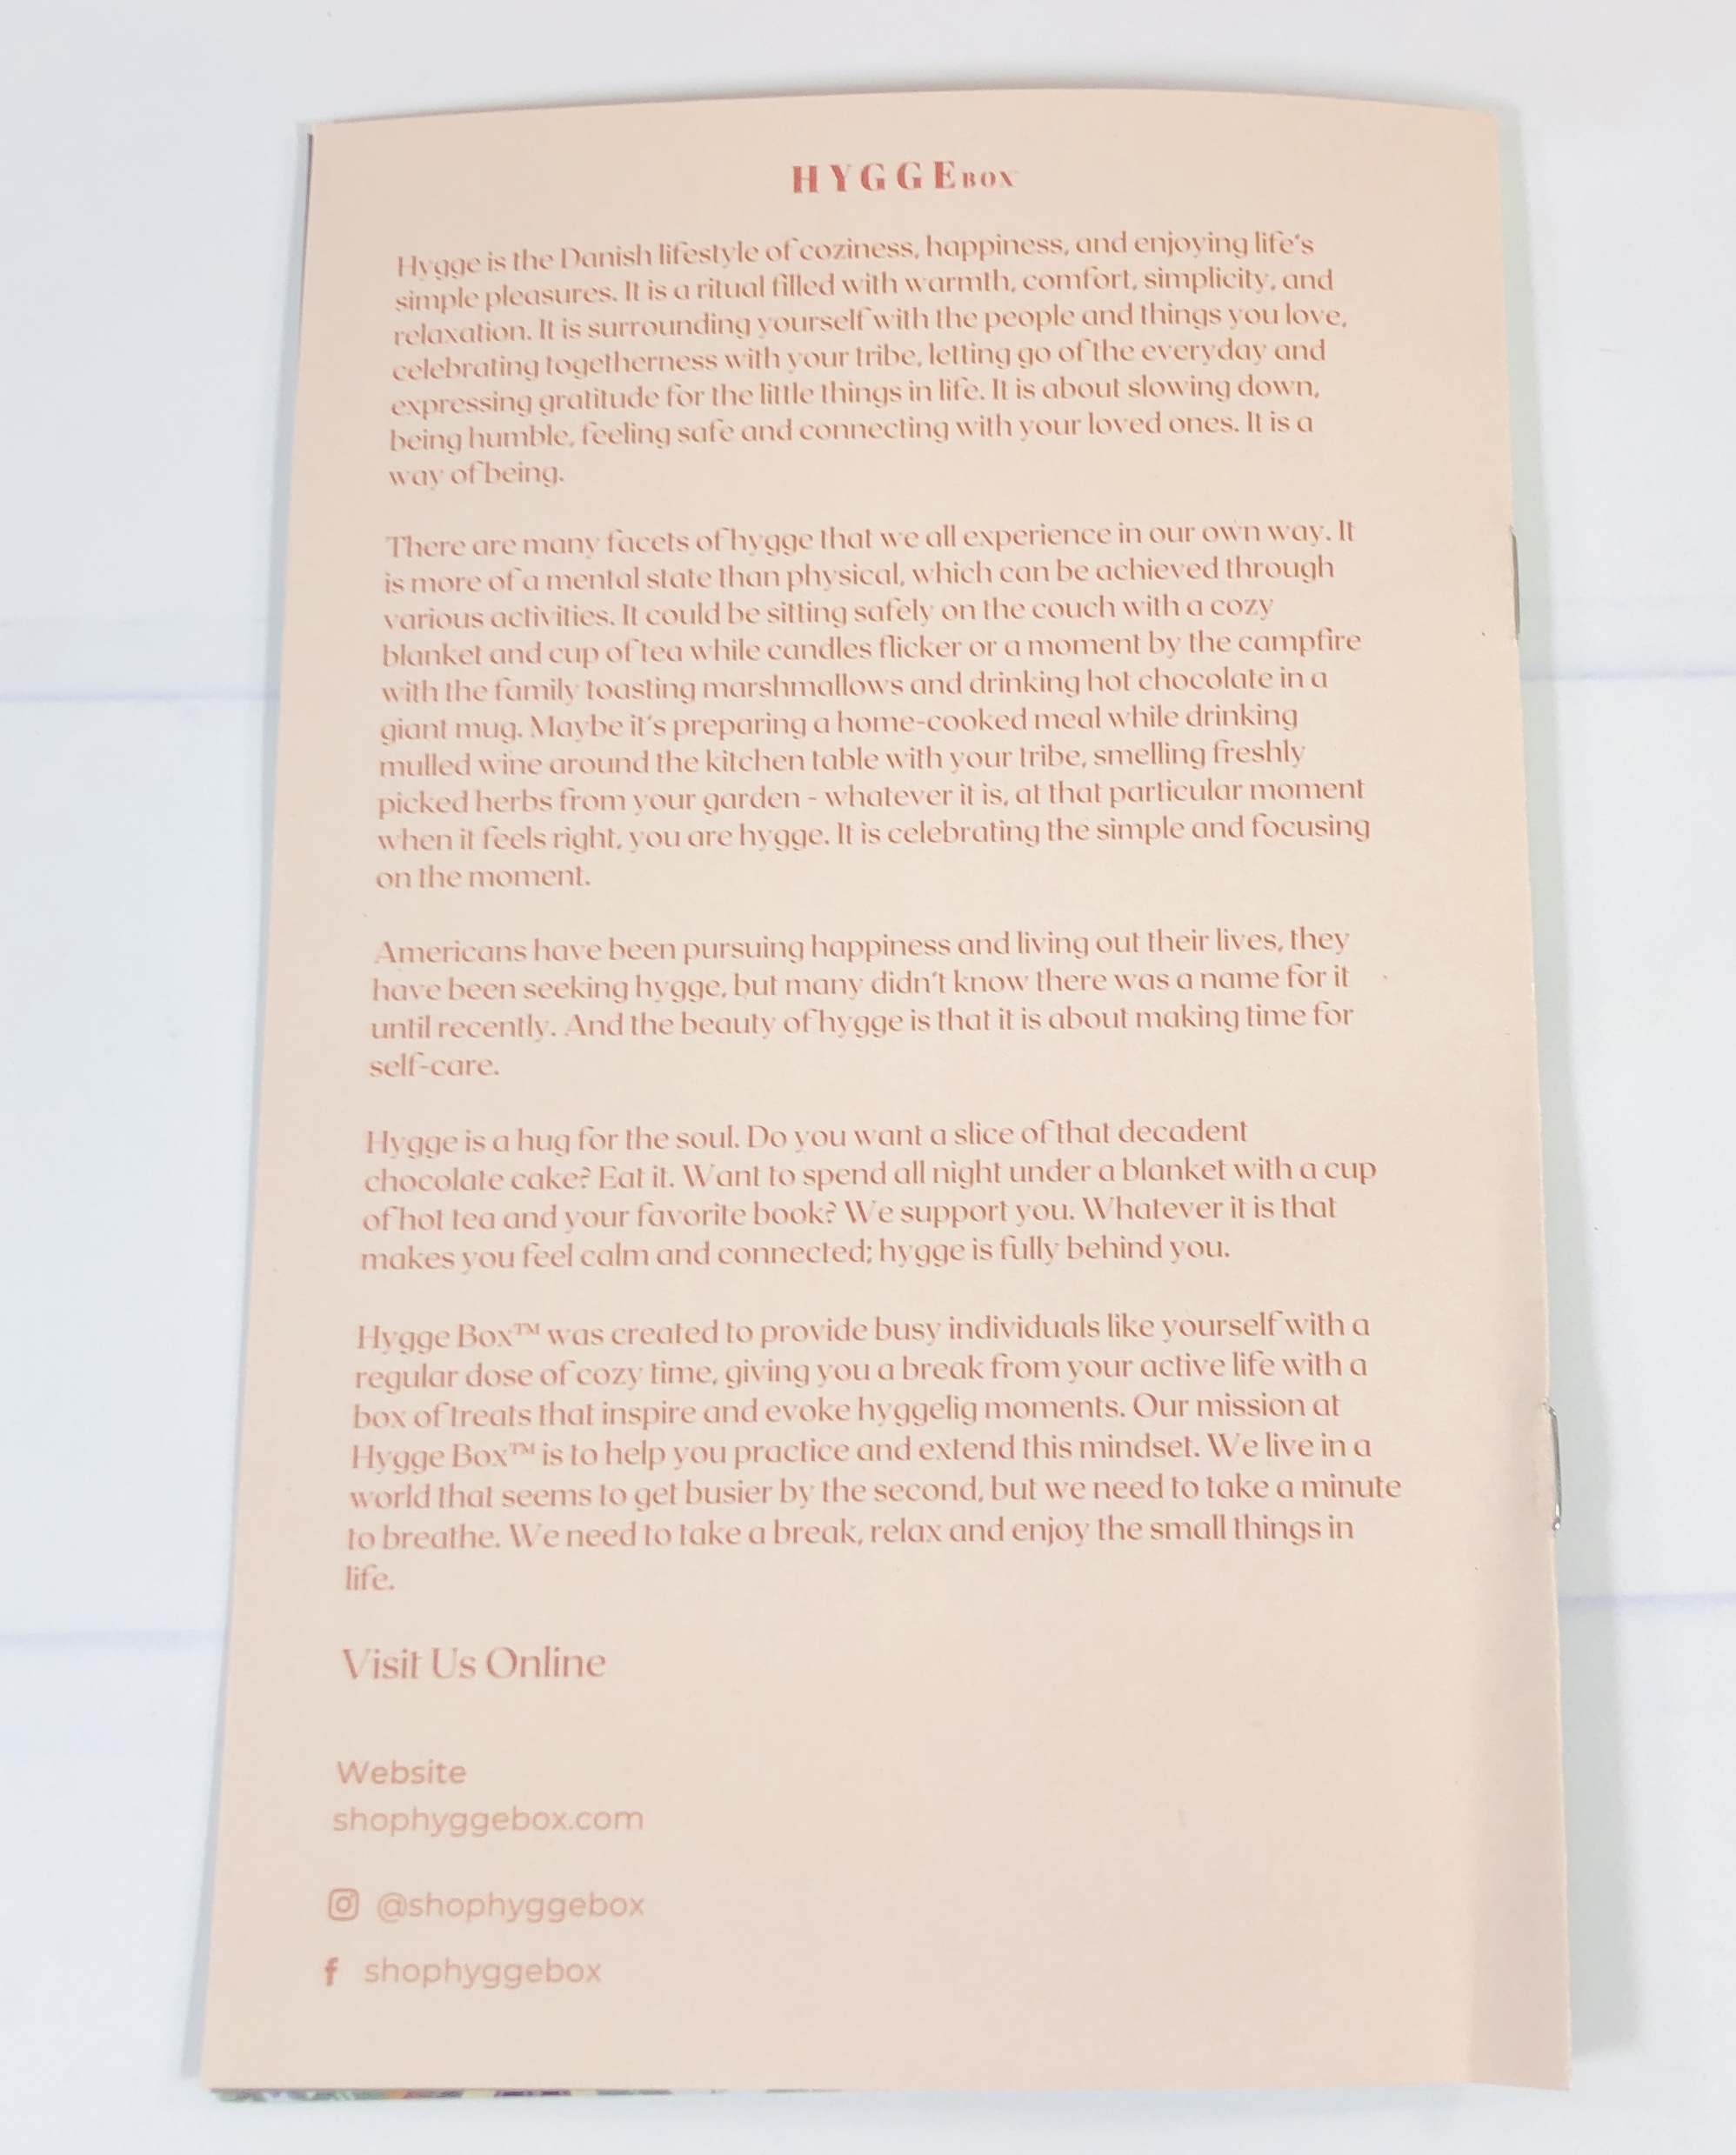 HYGGEBOX
Hygge is the Danish lifestyle of coziness, happiness, and enjoying life's
simple pleasures. It is a ritual filled with warmth, comfort, simplicity, and
relaxation. It is surrounding yourself with the people and things you love,
celebrating togetherness with your tribe, letting go of the everyday and
expressing gratitude for the little things in life. It is about slowing down,
being humble, feeling safe and connecting with your loved ones. It is a
way of being.
There are many facets of hygge that we all experience in our own way. It
is more of a mental state than physical, which can be achieved through
various activities. It could be sitting safely on the couch with a cozy
blanket and cup of tea while candles flicker or a moment by the campfire
with the family toasting marshmallows and drinking hot chocolate in a
giant mug. Maybe it's preparing a home-cooked meal while drinking
mulled wine around the kitchen table with your tribe, smelling freshly
picked herbs from your garden - whatever it is, at that particular moment
when it feels right, you are hygge. It is celebrating the simple and focusing
on the moment.
Americans have been pursuing happiness and living out their lives, they
have been seeking hygge, but many didn't know there was a name for it
until recently. And the beauty of hygge is that it is about making time for
self-care.
Hygge is a hug for the soul. Do you want a slice of that decadent
chocolate cake? Eat it. Want to spend all night under a blanket with a cup
of hot tea and your favorite book? We support you. Whatever it is that
makes you feel calm and connected; hygge is fully behind you.
Hygge Box™ was created to provide busy individuals like yourself with a
regular dose of cozy time, giving you a break from your active life with a
box of treats that inspire and evoke hyggelig moments. Our mission at
Hygge Box™ is to help you practice and extend this mindset. We live in a
world that seems to get busier by the second, but we need to take a minute
to breathe. We need to take a break, relax and enjoy the small things in
life.
Visit Us Online
Website
shophyggebox.com
@shophyggebox
shophyggebox